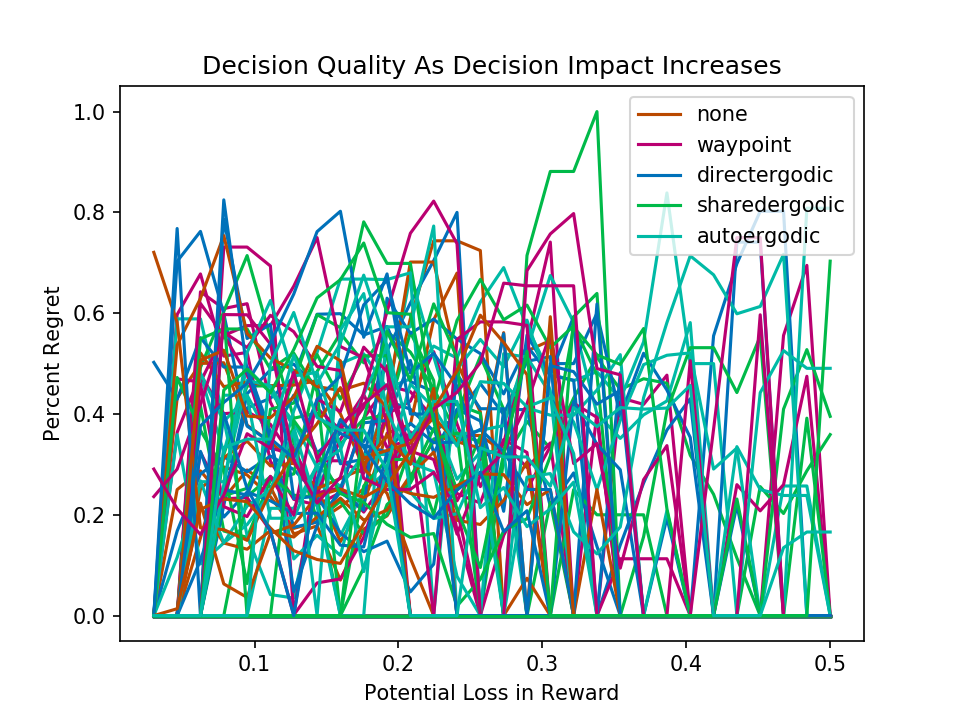 Decision Quality As Decision Impact Increases
1.0
0.8
0.6
0.4
0.2
0.0
Percent Regret
none
waypoint
directergodic
sharedergodic
autoergodic
0.1 0.2 0.3 0.4 0.5
Potential Loss in Reward